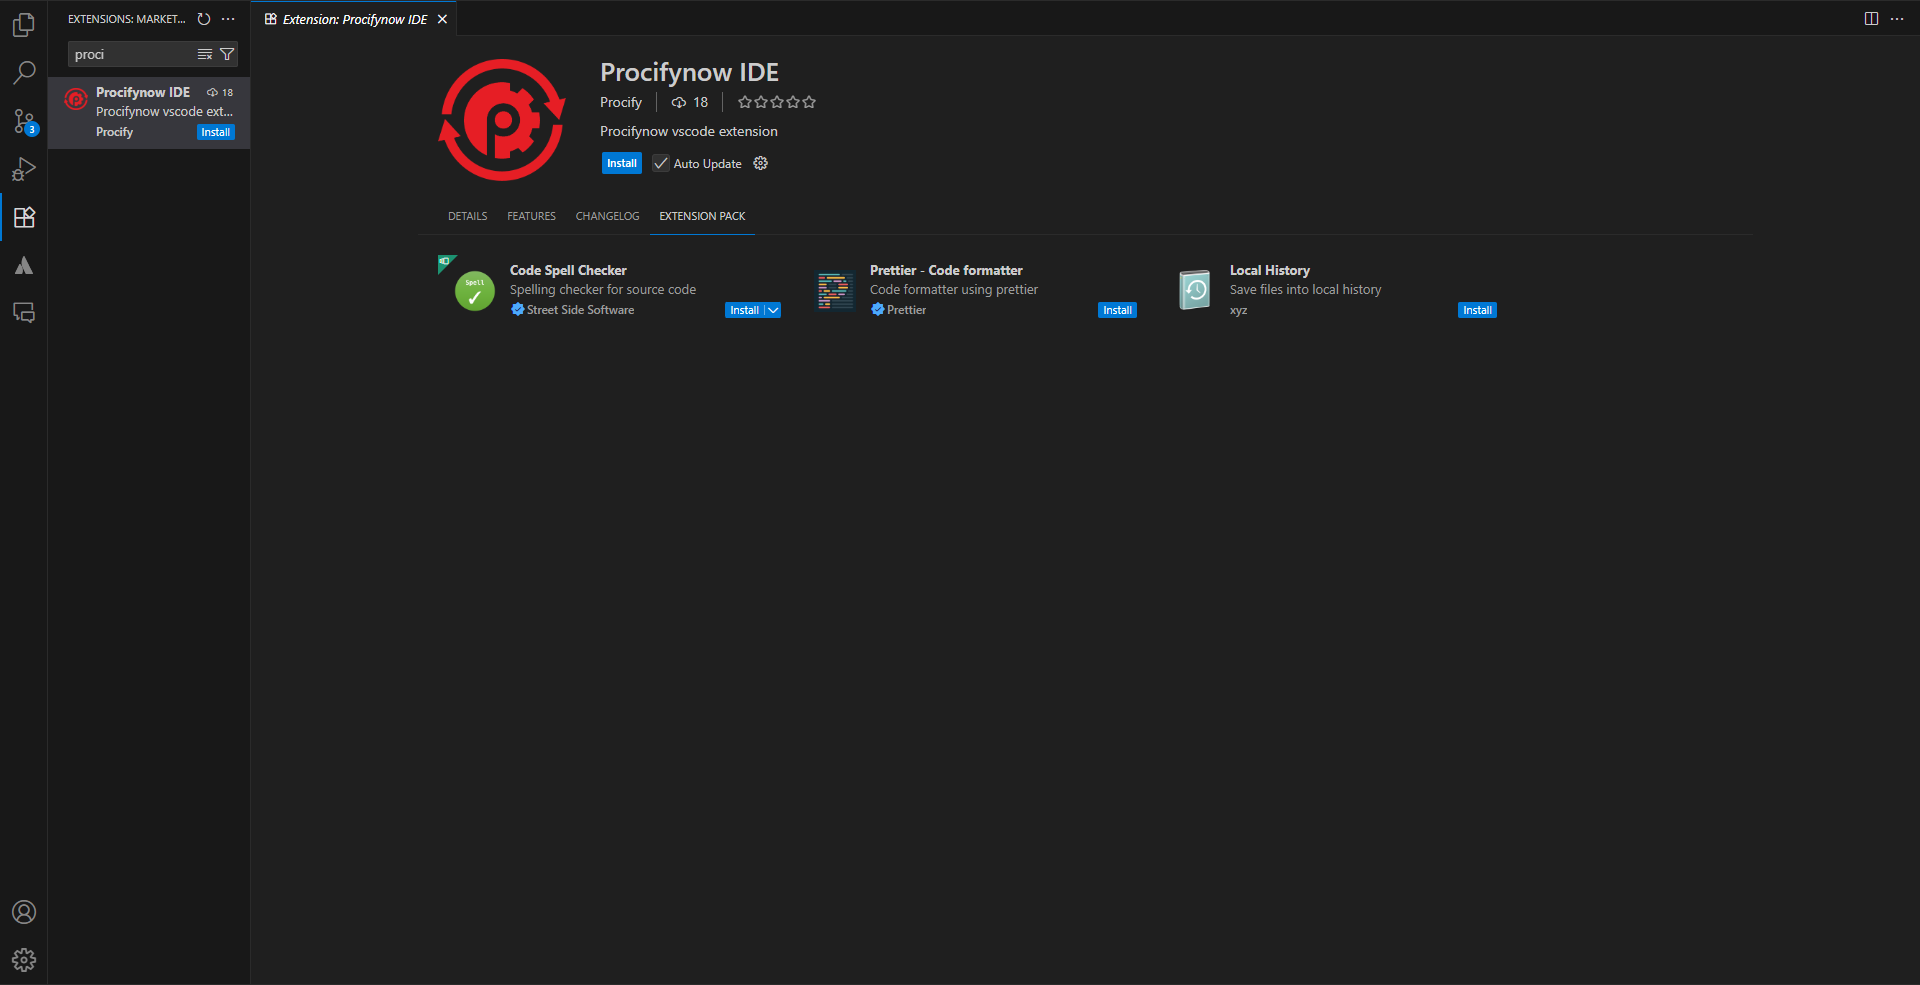 EXTENSIONS: MARKET...
proci
Procifynow IDE 18
Procifynow vscode ext...
Procify Install
3
Extension: Procifynow IDE
Procifynow IDE
Procify 18
Procifynow vscode extension
Install Auto Update
DETAILS FEATURES CHANGELOG EXTENSION PACK
Spell
Code Spell Checker
Spelling checker for source code
Street Side Software Install
Prettier - Code formatter
Code formatter using prettier
Prettier Install
Local History
Save files into local history
xyz Install